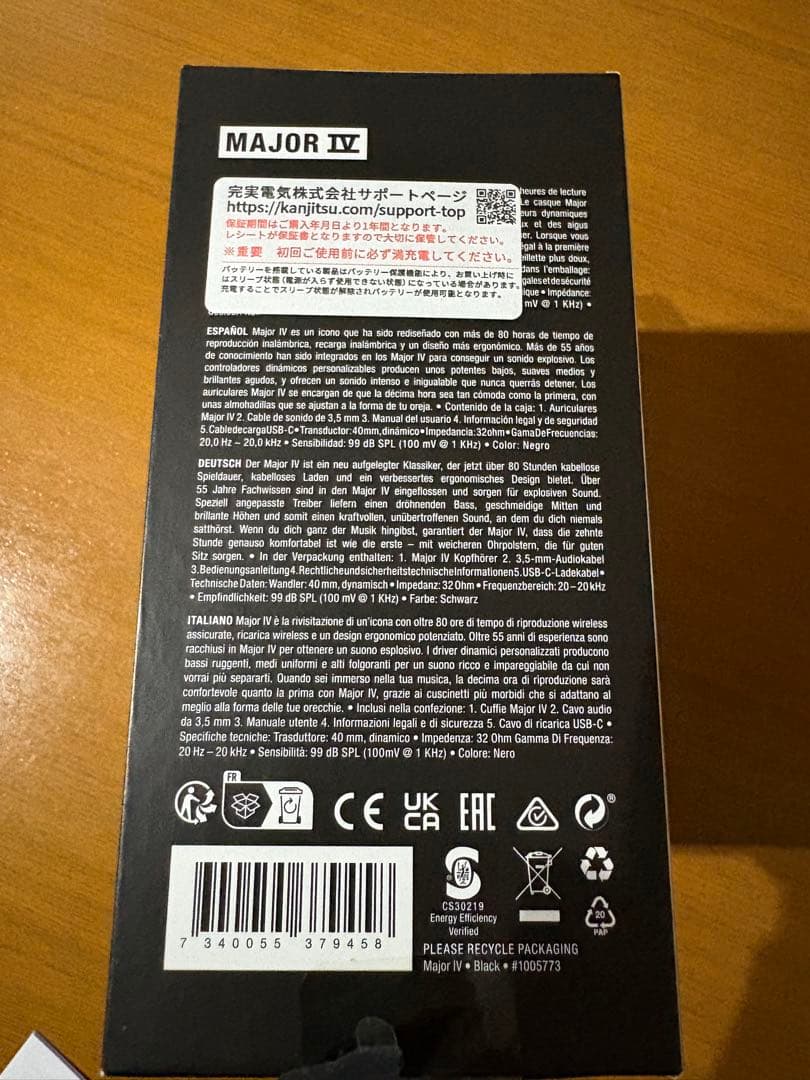 MAJOR IV
完実電気株式会社サポートページ
https://kanjitsu.com/support-top
保証期間はご購入年月日より1年間となります。
レシートが保証書となりますので大切に保管してください。
※重要 初回ご使用前に必ず満充電してください。
バッテリーを搭載している製品はバッテリー保護機能により、お買い上げ時に
はスリープ状態(電源が入らず使用できない状態)になっている場合があります。
充電することでスリープ状態が解除されバッテリーが使用可能となります。
heures de lecture
Le casque Major
eurs dynamiques
ux et des aigus
er. Lorsque vous
égal à la première
eillette plus doux,
dans l'emballage:
gales et de sécurité
ique • Impédance:
mV @ 1 KHz) •
ESPAÑOL Major IV es un icono que ha sido rediseñado con más de 80 horas de tiempo de
reproducción inalámbrica, recarga inalámbrica y un diseño más ergonómico. Más de 55 años
de conocimiento han sido integrados en los Major IV para conseguir un sonido explosivo. Los
controladores dinámicos personalizables producen unos potentes bajos, suaves medios y
brillantes agudos, y ofrecen un sonido intenso e inigualable que nunca querrás detener. Los
auriculares Major IV se encargan de que la décima hora sea tan cómoda como la primera, con
unas almohadillas que se ajustan a la forma de tu oreja. • Contenido de la caja: 1. Auriculares
Major IV 2. Cable de sonido de 3,5 mm 3. Manual del usuario 4. Información legal y de seguridad
5.CabledecargaUSB-C•Transductor:40mm,dinámico•Impedancia:32ohm•GamaDeFrecuencias:
20,0 Hz – 20,0 kHz • Sensibilidad: 99 dB SPL (100 mV @ 1 KHz) • Color: Negro
DEUTSCH Der Major IV ist ein neu aufgelegter Klassiker, der jetzt über 80 Stunden kabellose
Spieldauer, kabelloses Laden und ein verbessertes ergonomisches Design bietet. Über
55 Jahre Fachwissen sind in den Major IV eingeflossen und sorgen für explosiven Sound.
Speziell angepasste Treiber liefern einen dröhnenden Bass, geschmeidige Mitten und
brillante Höhen und somit einen kraftvollen, unübertroffenen Sound, an dem du dich niemals
satthörst. Wenn du dich ganz der Musik hingibst, garantiert der Major IV, dass die zehnte
Stunde genauso komfortabel ist wie die erste – mit weicheren Ohrpolstern, die für guten
Sitz sorgen. • In der Verpackung enthalten: 1. Major IV Kopfhörer 2. 3,5-mm-Audiokabel
3.Bedienungsanleitung4.RechtlicheundsicherheitstechnischeInformationen5.USB-C-Ladekabel•
Technische Daten: Wandler: 40 mm, dynamisch • Impedanz: 32 Ohm • Frequenzbereich: 20–20 kHz
• Empfindlichkeit: 99 dB SPL (100 mV @ 1 KHz) • Farbe: Schwarz
ITALIANO Major IV è la rivisitazione di un'icona con oltre 80 ore di tempo di riproduzione wireless
assicurate, ricarica wireless e un design ergonomico potenziato. Oltre 55 anni di esperienza sono
racchiusi in Major IV per ottenere un suono esplosivo. I driver dinamici personalizzati producono
bassi ruggenti, medi uniformi e alti folgoranti per un suono ricco e impareggiabile da cui non
vorrai più separarti. Quando sei immerso nella tua musica, la decima ora di riproduzione sarà
confortevole quanto la prima con Major IV, grazie ai cuscinetti più morbidi che si adattano al
meglio alla forma delle tue orecchie. • Inclusi nella confezione: 1. Cuffie Major IV 2. Cavo audio
da 3,5 mm 3. Manuale utente 4. Informazioni legali e di sicurezza 5. Cavo di ricarica USB-C •
Specifiche tecniche: Trasduttore: 40 mm, dinamico • Impedenza: 32 Ohm Gamma Di Frequenza:
20 Hz – 20 kHz • Sensibilità: 99 dB SPL (100mV @ 1 KHz) • Colore: Nero
FR
CE UK CA EAC
®
CS30219
Energy Efficiency
Verified
20
PAP
7 340055 379458
PLEASE RECYCLE PACKAGING
Major IV • Black • #1005773